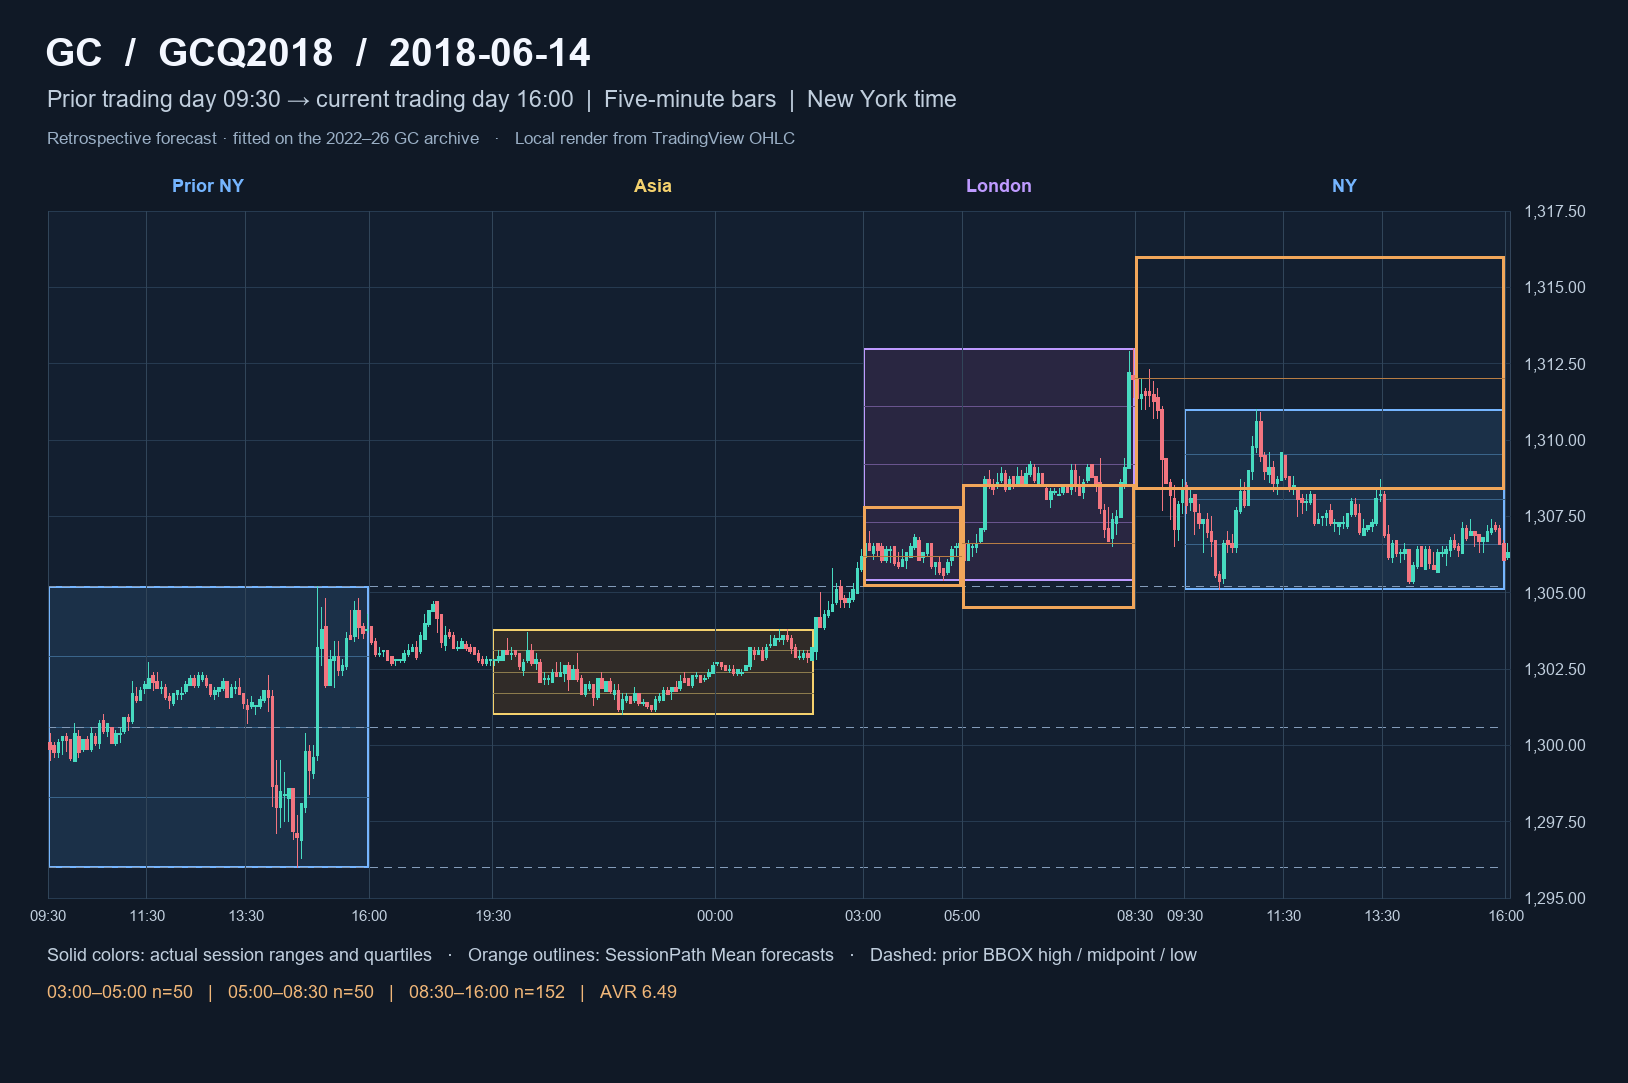 GC / GCQ2018 / 2018-06-14
Prior trading day 09:30 → current trading day 16:00 | Five-minute bars | New York time
Retrospective forecast · fitted on the 2022–26 GC archive · Local render from TradingView OHLC
Prior NY Asia London NY
1,317.50
1,315.00
1,312.50
1,310.00
1,307.50
1,305.00
1,302.50
1,300.00
1,297.50
1,295.00
09:30 11:30 13:30 16:00 19:30 00:00 03:00 05:00 08:30 09:30 11:30 13:30 16:00
Solid colors: actual session ranges and quartiles · Orange outlines: SessionPath Mean forecasts · Dashed: prior BBOX high / midpoint / low
03:00–05:00 n=50 | 05:00–08:30 n=50 | 08:30–16:00 n=152 | AVR 6.49